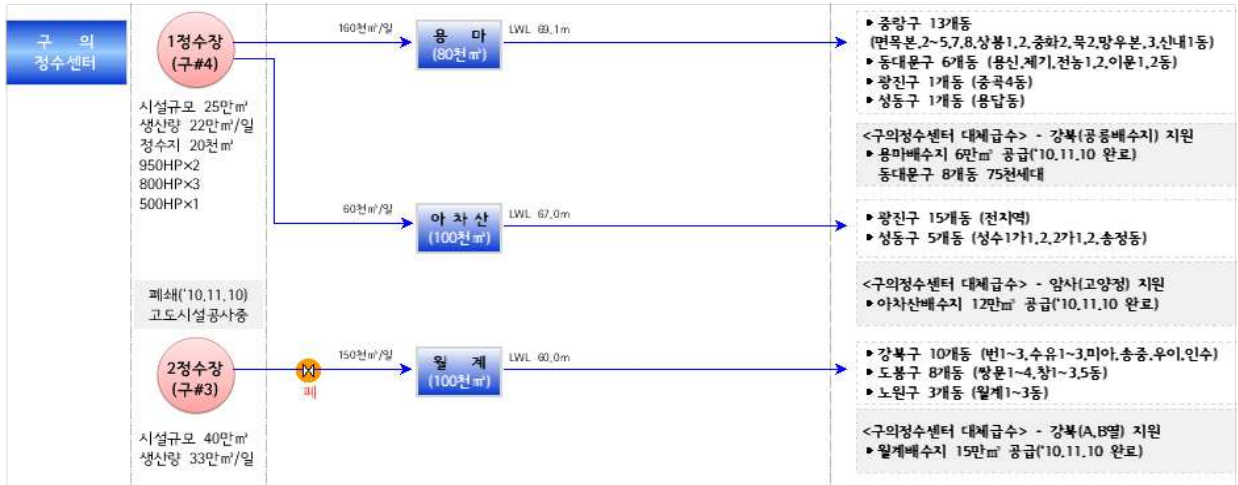 구 의
정수센터
1정수장
(구#4)
시설규모 25만㎥
생산량 22만㎥/일
정수지 20천㎥
950HP×2
800HP×3
500HP×1
160천㎥/일
용 마
(80천㎥)
LWL 69.1m
▶ 중랑구 13개동
(면목본,2~5,7,8,상봉1,2,중화2,묵2,망우본,3,신내1동)
▶ 동대문구 6개동 (용신,제기,전농1,2,이문1,2동)
▶ 광진구 1개동 (중곡4동)
▶ 성동구 1개동 (용답동)
<구의정수센터 대체급수> - 강북(공릉배수지) 지원
▶ 용마배수지 6만㎥ 공급('10.11.10 완료)
동대문구 8개동 75천세대
60천㎥/일
아 차 산
(100천㎥)
LWL 67.0m
▶ 광진구 15개동 (전지역)
▶ 성동구 5개동 (성수1가1,2,2가1,2,송정동)
<구의정수센터 대체급수> - 암사(고양정) 지원
▶ 아차산배수지 12만㎥ 공급('10.11.10 완료)
폐쇄('10.11.10)
고도시설공사중
2정수장
(구#3)
시설규모 40만㎥
생산량 33만㎥/일
폐
150천㎥/일
월 계
(100천㎥)
LWL 60.0m
▶ 강북구 10개동 (번1~3,수유1~3,미아,송중,우이,인수)
▶ 도봉구 8개동 (쌍문1~4,창1~3,5동)
▶ 노원구 3개동 (월계1~3동)
<구의정수센터 대체급수> - 강북(A,B열) 지원
▶ 월계배수지 15만㎥ 공급('10.11.10 완료)